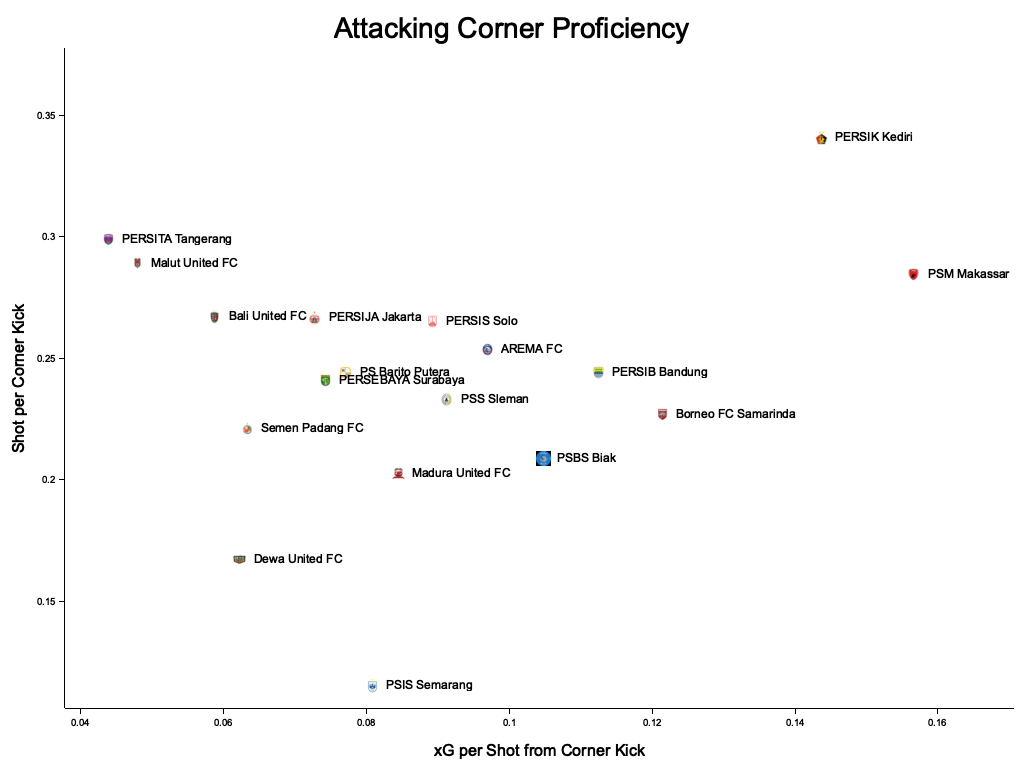 Attacking Corner Proficiency
0.35
PERSIK Kediri
0.3
PERSITA Tangerang
Malut United FC
PSM Makassar
Bali United FC
PERSIJA Jakarta
PERSIS Solo
AREMA FC
0.25
PS Barito Putera
PERSIB Bandung
PERSEBAYA Surabaya
PSS Sleman
Borneo FC Samarinda
Semen Padang FC
PSBS Biak
Madura United FC
0.2
Dewa United FC
0.15
PSIS Semarang
Shot per Corner Kick
0.04
0.06
0.08
0.1
0.12
0.14
0.16
xG per Shot from Corner Kick